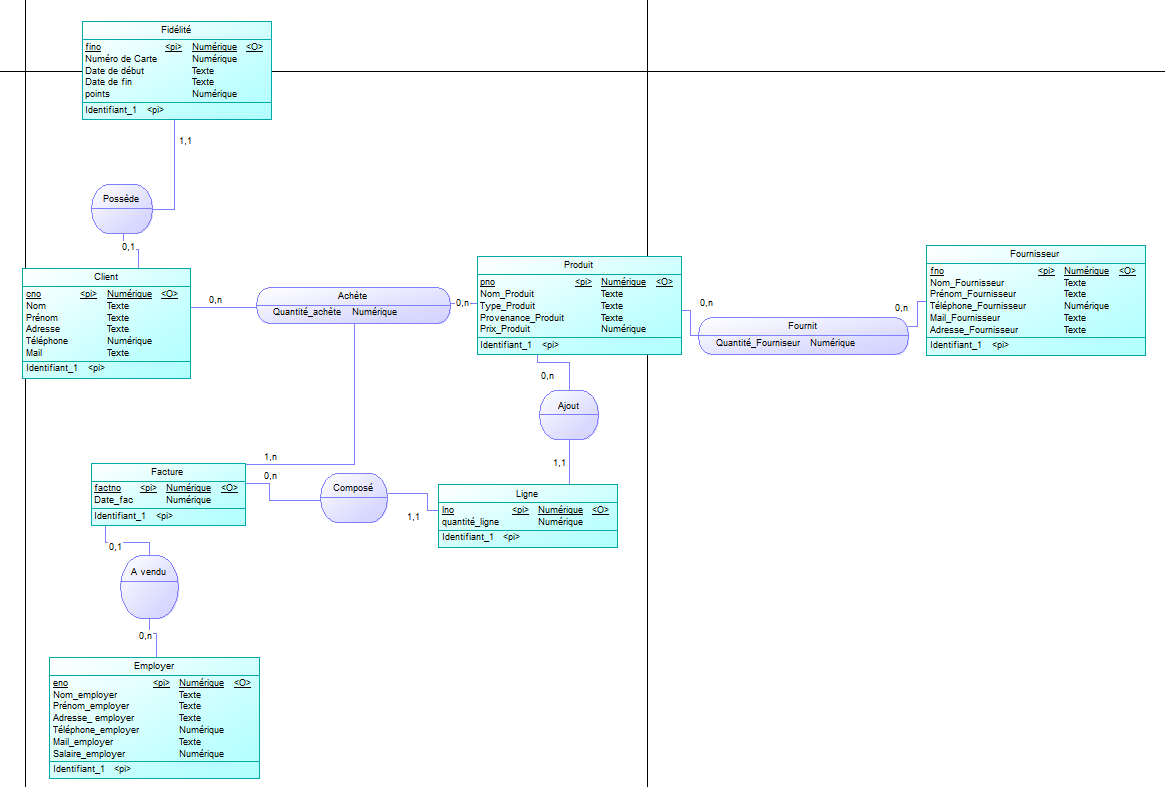 Fidélité
fino <pi> Numérique <O>
Numéro de Carte Numérique
Date de début Texte
Date de fin Texte
points Numérique
Identifiant_1 <pi>
1,1
Possède
0,1
Client
cno <pi> Numérique <O>
Nom Texte
Prénom Texte
Adresse Texte
Téléphone Numérique
Mail Texte
Identifiant_1 <pi>
0,n
Achète
Quantité_achète Numérique
0,n
Produit
pno <pi> Numérique <O>
Nom_Produit Texte
Type_Produit Texte
Provenance_Produit Texte
Prix_Produit Numérique
Identifiant_1 <pi>
0,n
Fournit
Quantité_Fourniseur Numérique
0,n
Fournisseur
fno <pi> Numérique <O>
Nom_Fournisseur Texte
Prénom_Fournisseur Texte
Téléphone_Fournisseur Numérique
Mail_Fournisseur Texte
Adresse_Fournisseur Texte
Identifiant_1 <pi>
0,n
Ajout
1,1
1,n
Facture
factno <pi> Numérique <O>
Date_fac Numérique
Identifiant_1 <pi>
0,n
Composé
1,1
Ligne
lno <pi> Numérique <O>
quantité_ligne Numérique
Identifiant_1 <pi>
0,1
A vendu
0,n
Employer
eno <pi> Numérique <O>
Nom_employer Texte
Prénom_employer Texte
Adresse_ employer Texte
Téléphone_employer Numérique
Mail_employer Texte
Salaire_employer Numérique
Identifiant_1 <pi>